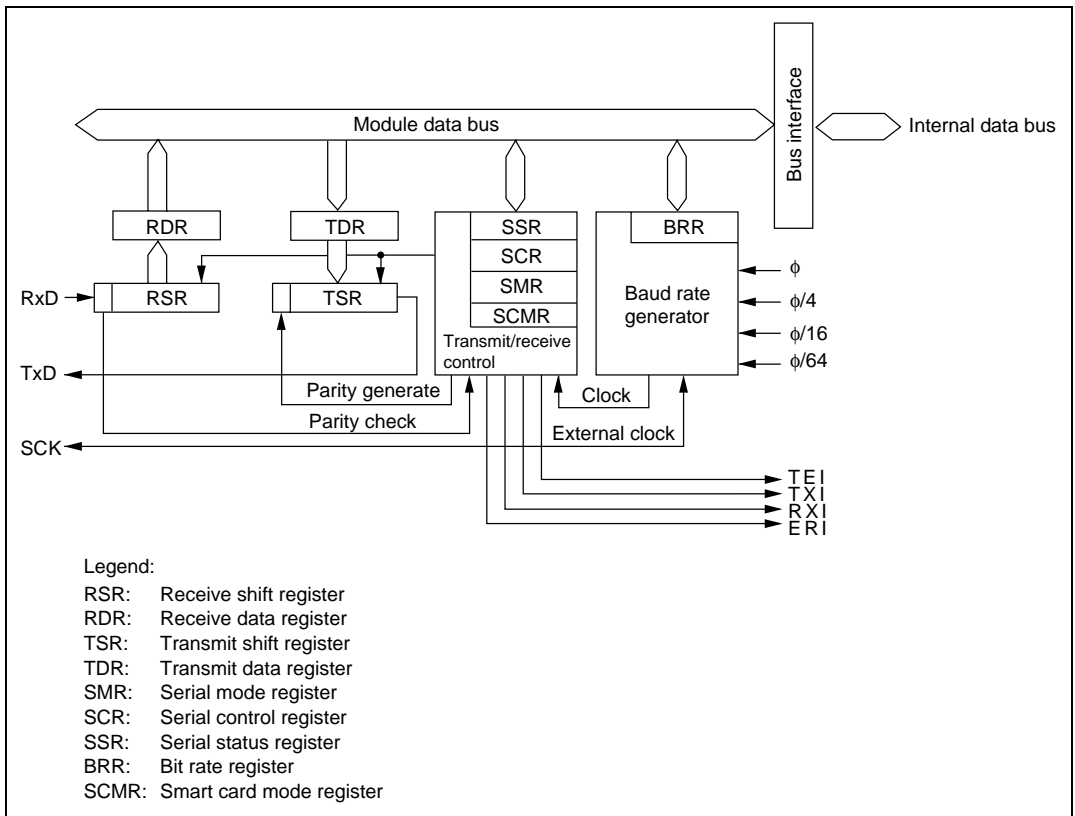 Bus interface
Module data bus
Internal data bus
RDR
TDR
SSR
BRR
SCR
RxD
RSR
TSR
SMR
SCMR
Baud rate
generator
φ
φ/4
φ/16
φ/64
Transmit/receive
control
TxD
Parity generate
Clock
Parity check
External clock
SCK
TEI
TXI
RXI
ERI
Legend:
RSR: Receive shift register
RDR: Receive data register
TSR: Transmit shift register
TDR: Transmit data register
SMR: Serial mode register
SCR: Serial control register
SSR: Serial status register
BRR: Bit rate register
SCMR: Smart card mode register